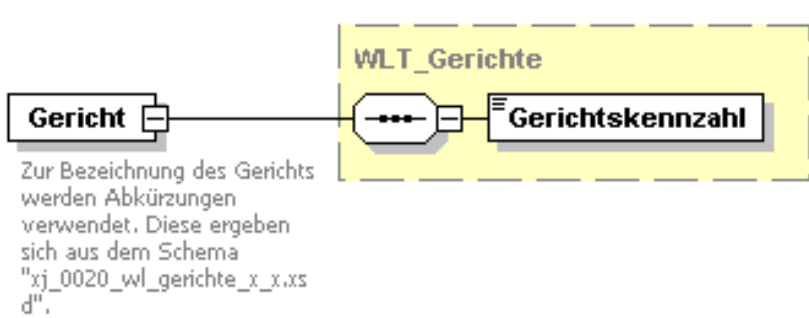 WLT_Gerichte
Gericht
Gerichtskennzahl
Zur Bezeichnung des Gerichts
werden Abkürzungen
verwendet. Diese ergeben
sich aus dem Schema
"xj_0020_wl_gerichte_x_x.xs
d".